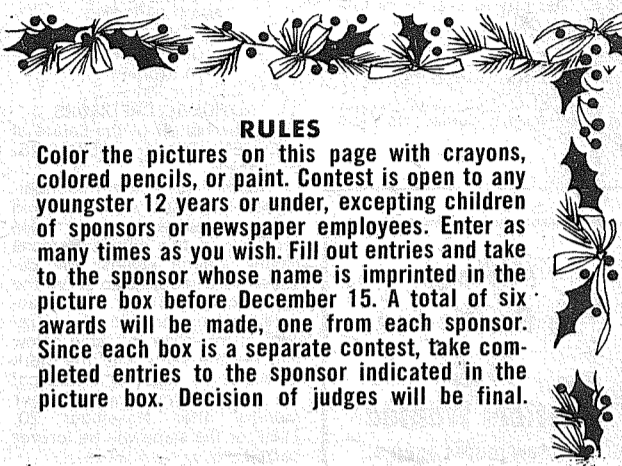 RULES
Color the pictures on this page with crayons,
colored pencils, or paint. Contest is open to any
youngster 12 years or under, excepting children
of sponsors or newspaper employees. Enter as
many times as you wish. Fill out entries and take
to the sponsor whose name is imprinted in the
picture box before December 15. A total of six
awards will be made, one from each sponsor.
Since each box is a separate contest, take com-
pleted entries to the sponsor indicated in the
picture box. Decision of judges will be final.